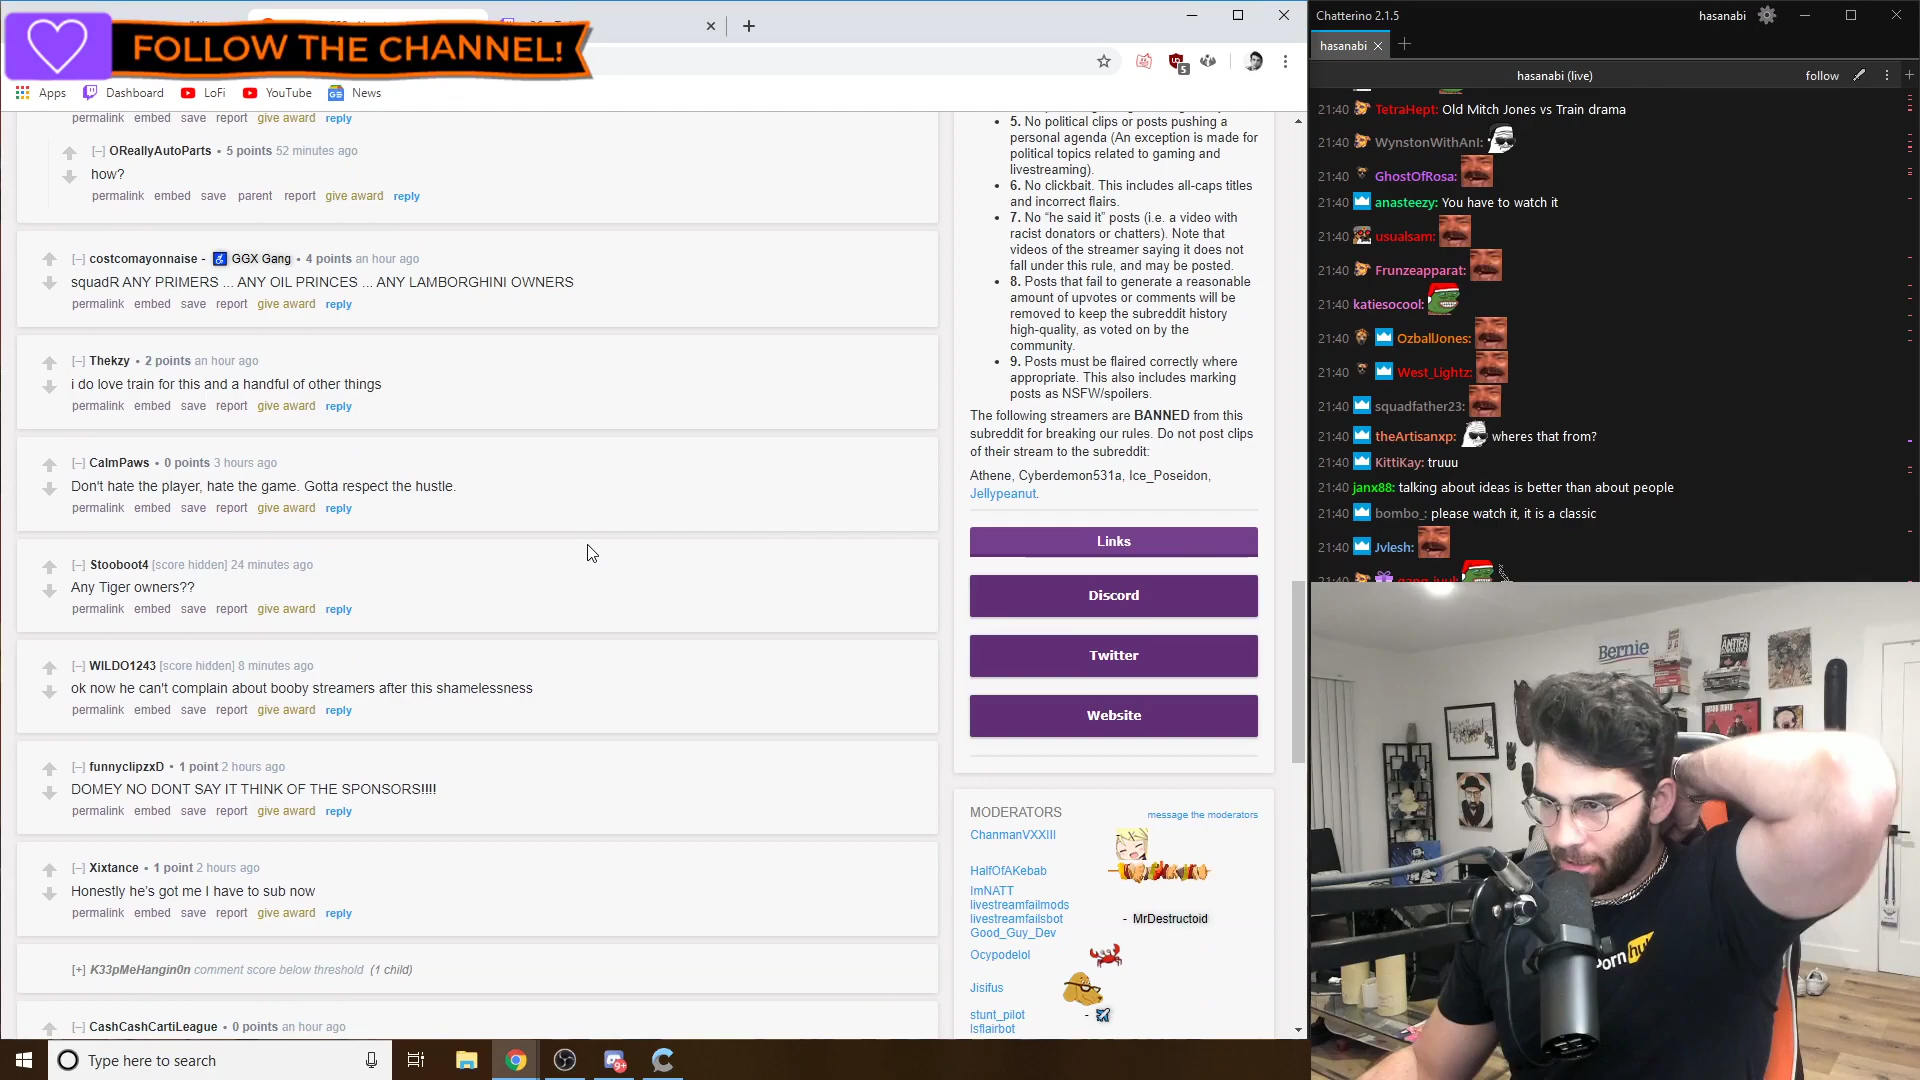 FOLLOW THE CHANNEL!
Apps
Dashboard
LoFi
YouTube
News
permalink embed save report give award reply
[–] OReallyAutoParts • 5 points 52 minutes ago
how?
permalink embed save parent report give award reply
[–] costcomayonnaise - GGX Gang • 4 points an hour ago
squadR ANY PRIMERS ... ANY OIL PRINCES ... ANY LAMBORGHINI OWNERS
permalink embed save report give award reply
[–] Thekzy • 2 points an hour ago
i do love train for this and a handful of other things
permalink embed save report give award reply
[–] CalmPaws • 0 points 3 hours ago
Don't hate the player, hate the game. Gotta respect the hustle.
permalink embed save report give award reply
[–] Stooboot4 [score hidden] 24 minutes ago
Any Tiger owners??
permalink embed save report give award reply
[–] WILDO1243 [score hidden] 8 minutes ago
ok now he can't complain about booby streamers after this shamelessness
permalink embed save report give award reply
[–] funnyclipzxD • 1 point 2 hours ago
DOMEY NO DONT SAY IT THINK OF THE SPONSORS!!!!
permalink embed save report give award reply
[–] Xixtance • 1 point 2 hours ago
Honestly he's got me I have to sub now
permalink embed save report give award reply
[+] K33pMeHangin0n comment score below threshold (1 child)
[–] CashCashCartiLeague • 0 points an hour ago
5. No political clips or posts pushing a
personal agenda (An exception is made for
political topics related to gaming and
livestreaming).
6. No clickbait. This includes all-caps titles
and incorrect flairs.
7. No “he said it” posts (i.e. a video with
racist donators or chatters). Note that
videos of the streamer saying it does not
fall under this rule, and may be posted.
8. Posts that fail to generate a reasonable
amount of upvotes or comments will be
removed to keep the subreddit history
high-quality, as voted on by the
community.
9. Posts must be flaired correctly where
appropriate. This also includes marking
posts as NSFW/spoilers.
The following streamers are BANNED from this
subreddit for breaking our rules. Do not post clips
of their stream to the subreddit:
Athene, Cyberdemon531a, Ice_Poseidon,
Jellypeanut.
Links
Discord
Twitter
Website
MODERATORS
message the moderators
ChanmanVXXIII
HalfOfAKebab
ImNATT
livestreamfailmods
livestreamfailsbot - MrDestructoid
Good_Guy_Dev
Ocypodelol
Jisifus
stunt_pilot -
lsflairbot
Type here to search
Chatterino 2.1.5
hasanabi
hasanabi
hasanabi (live)
follow
21:40 TetraHept: Old Mitch Jones vs Train drama
21:40 WynstonWithAnI:
21:40 GhostOfRosa:
21:40 anasteezy: You have to watch it
21:40 usualsam:
21:40 Frunzeapparat:
21:40 katiesocool:
21:40 OzballJones:
21:40 West_Lightz:
21:40 squadfather23:
21:40 theArtisanxp: wheres that from?
21:40 KittiKay: truuu
21:40 janx88: talking about ideas is better than about people
21:40 bombo_: please watch it, it is a classic
21:40 Jvlesh:
21:40
Bernie
ANTIFA
Porn hub